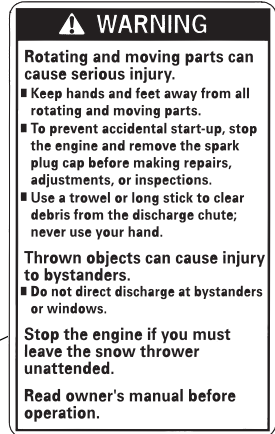 WARNING
Rotating and moving parts can
cause serious injury.
■ Keep hands and feet away from all
rotating and moving parts.
■ To prevent accidental start-up, stop
the engine and remove the spark
plug cap before making repairs,
adjustments, or inspections.
■ Use a trowel or long stick to clear
debris from the discharge chute;
never use your hand.
Thrown objects can cause injury
to bystanders.
■ Do not direct discharge at bystanders
or windows.
Stop the engine if you must
leave the snow thrower
unattended.
Read owner's manual before
operation.